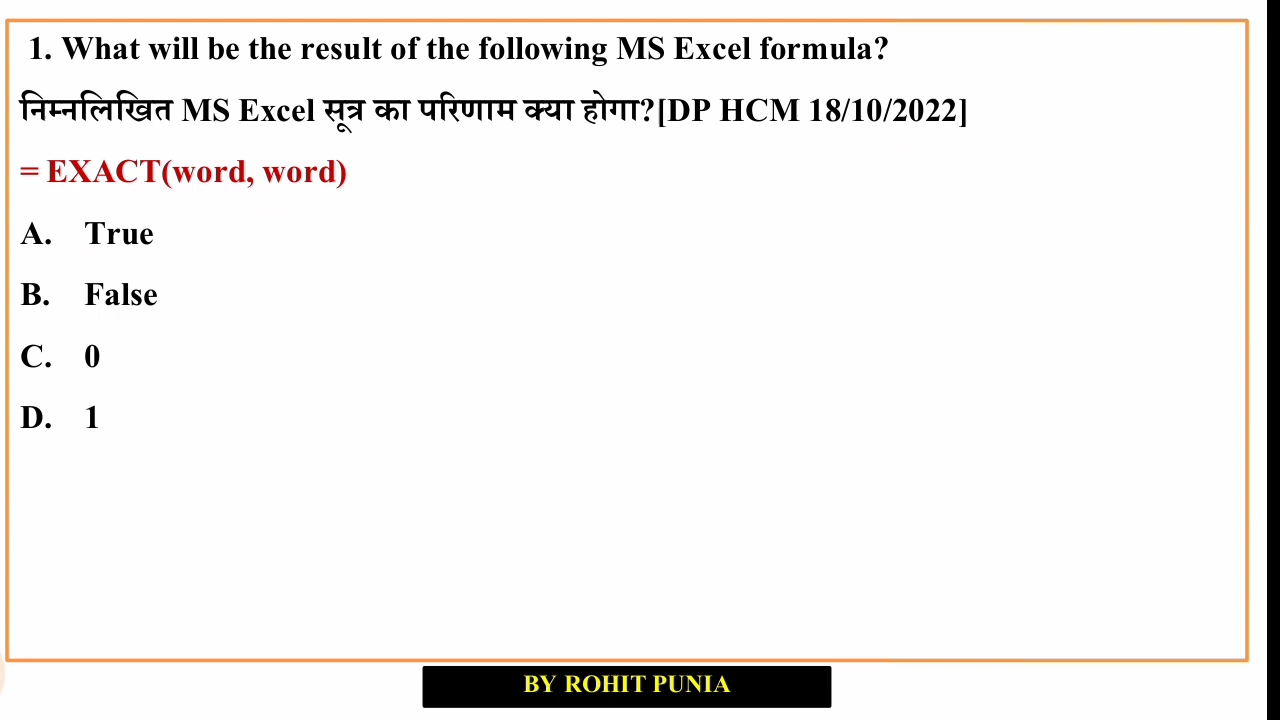 1. What will be the result of the following MS Excel formula?
निम्नलिखित MS Excel सूत्र का परिणाम क्या होगा?[DP HCM 18/10/2022]
= EXACT(word, word)
A. True
B. False
C. 0
D. 1
BY ROHIT PUNIA